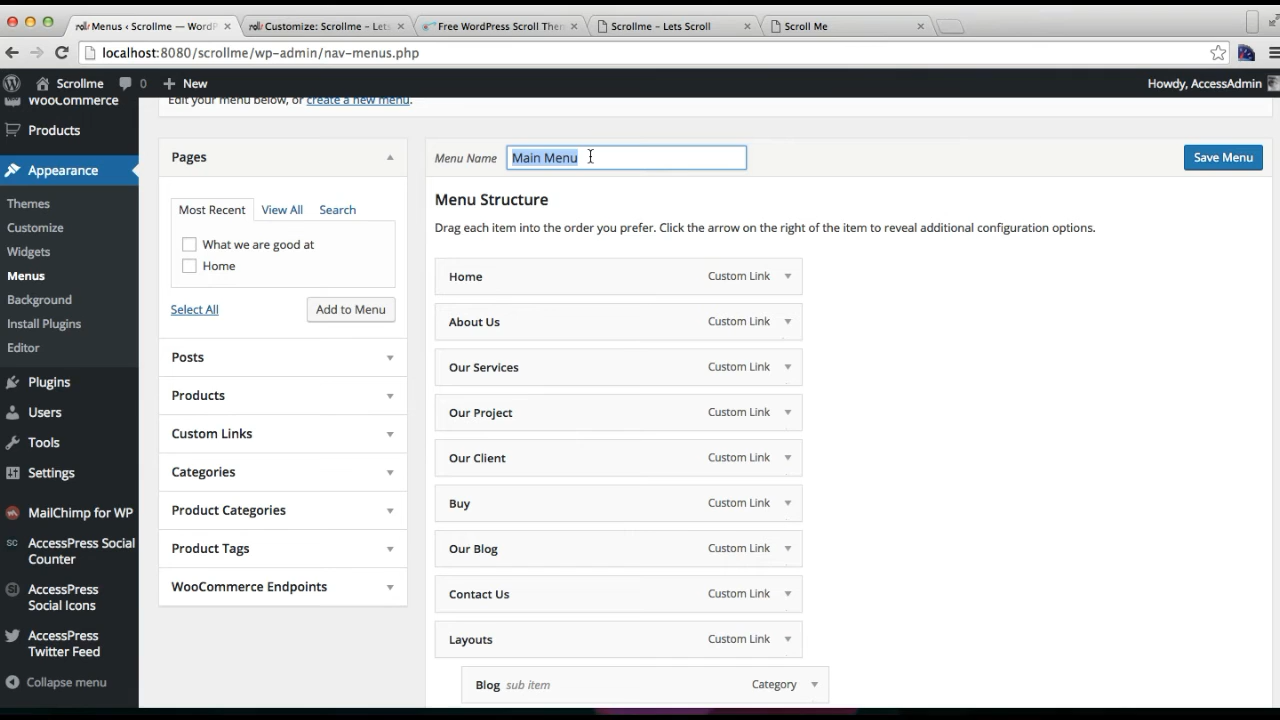 Menus ‹ Scrollme — WordP
Customize: Scrollme – Lets
Free WordPress Scroll Them
Scrollme – Lets Scroll
Scroll Me
localhost:8080/scrollme/wp-admin/nav-menus.php
Scrollme
0
New
Howdy, AccessAdmin
WooCommerce
Products
Appearance
Themes
Customize
Widgets
Menus
Background
Install Plugins
Editor
Plugins
Users
Tools
Settings
MailChimp for WP
AccessPress Social
Counter
AccessPress
Social Icons
AccessPress
Twitter Feed
Collapse menu
Edit your menu below, or create a new menu.
Pages
Most Recent View All Search
What we are good at
Home
Select All
Add to Menu
Posts
Products
Custom Links
Categories
Product Categories
Product Tags
WooCommerce Endpoints
Menu Name Main Menu
Save Menu
Menu Structure
Drag each item into the order you prefer. Click the arrow on the right of the item to reveal additional configuration options.
Home Custom Link
About Us Custom Link
Our Services Custom Link
Our Project Custom Link
Our Client Custom Link
Buy Custom Link
Our Blog Custom Link
Contact Us Custom Link
Layouts Custom Link
Blog sub item Category